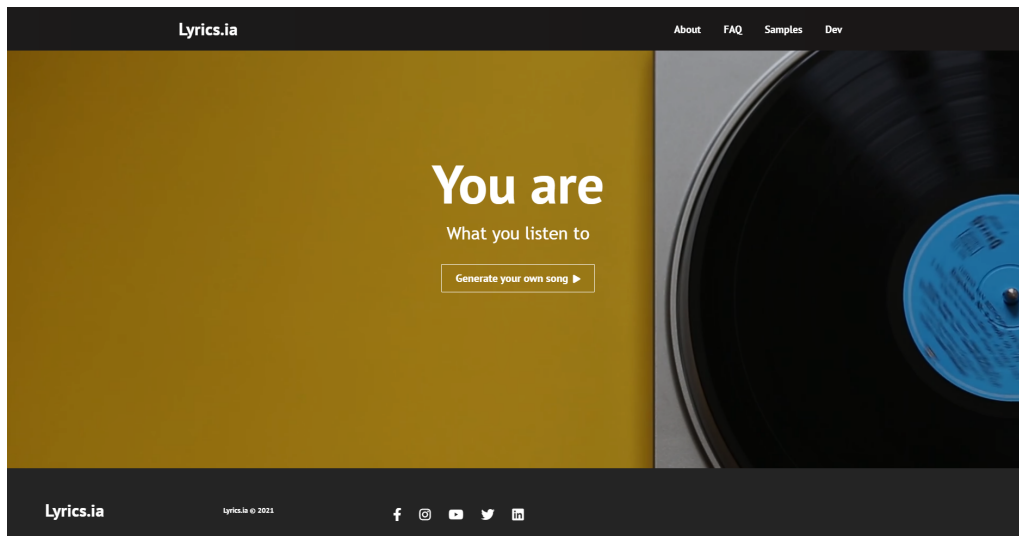 Lyrics.ia
About FAQ Samples Dev
You are
What you listen to
Generate your own song
Lyrics.ia
Lyrics.ia © 2021